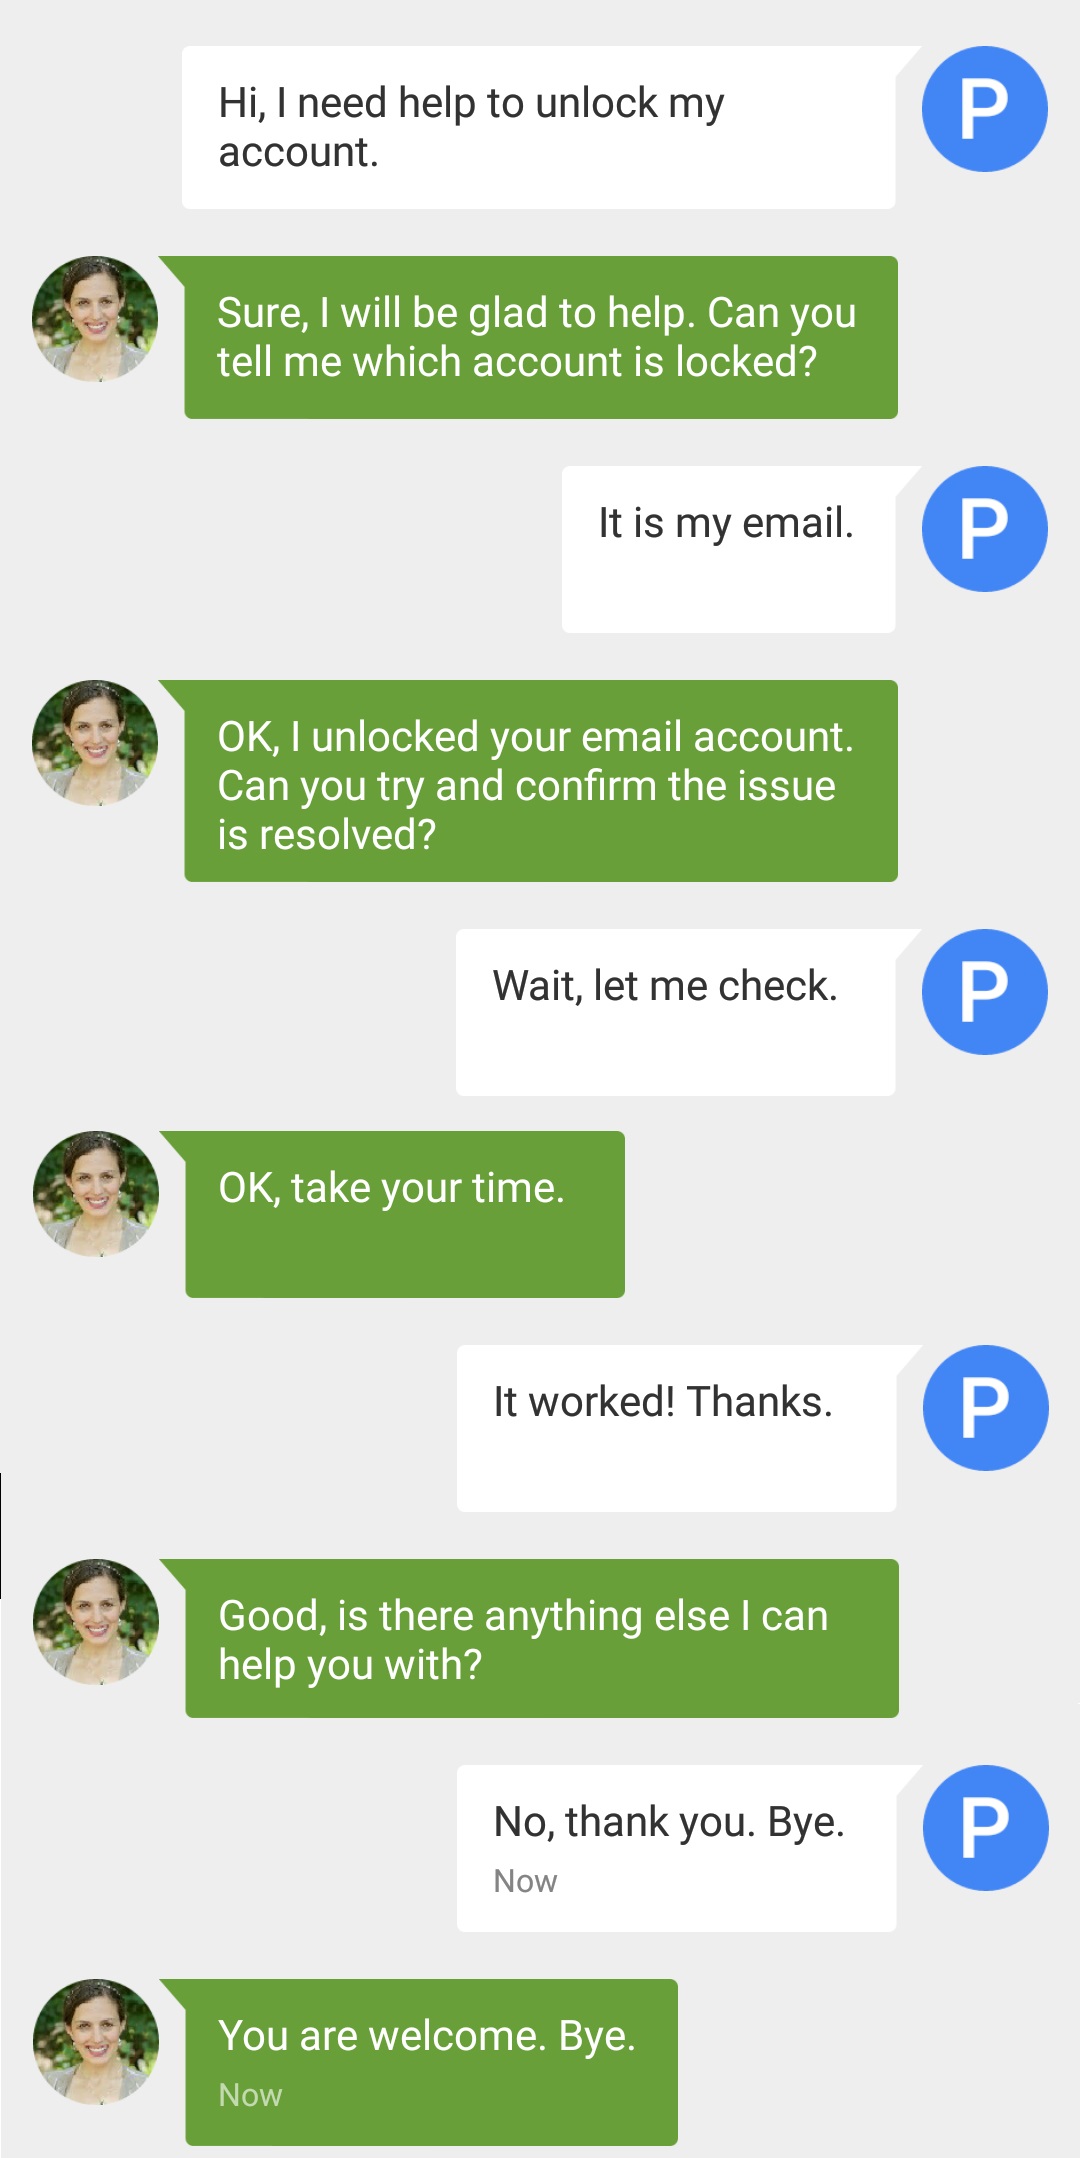 Hi, I need help to unlock my
account.
P
Sure, I will be glad to help. Can you
tell me which account is locked?
It is my email.
P
OK, I unlocked your email account.
Can you try and confirm the issue
is resolved?
Wait, let me check.
P
OK, take your time.
It worked! Thanks.
P
Good, is there anything else I can
help you with?
No, thank you. Bye.
Now
P
You are welcome. Bye.
Now